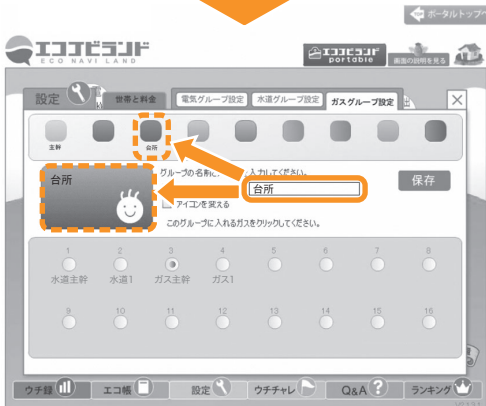 ポータルトップへ
エココビランド
ECO NAVI LAND
エココビランド
portable
画面の説明を見る
設定
世帯と料金
電気グループ設定
水道グループ設定
ガスグループ設定
主幹
台所
グループの名称を入力してください。
台所
台所
保存
アイコンを変える
このグループに入れるガスをクリックしてください。
1 2 3 4 5 6 7 8
水道主幹 水道1 ガス主幹 ガス1
9 10 11 12 13 14 15 16
ウチ録 エコ帳 設定 ウチチャレ Q&A ランキング